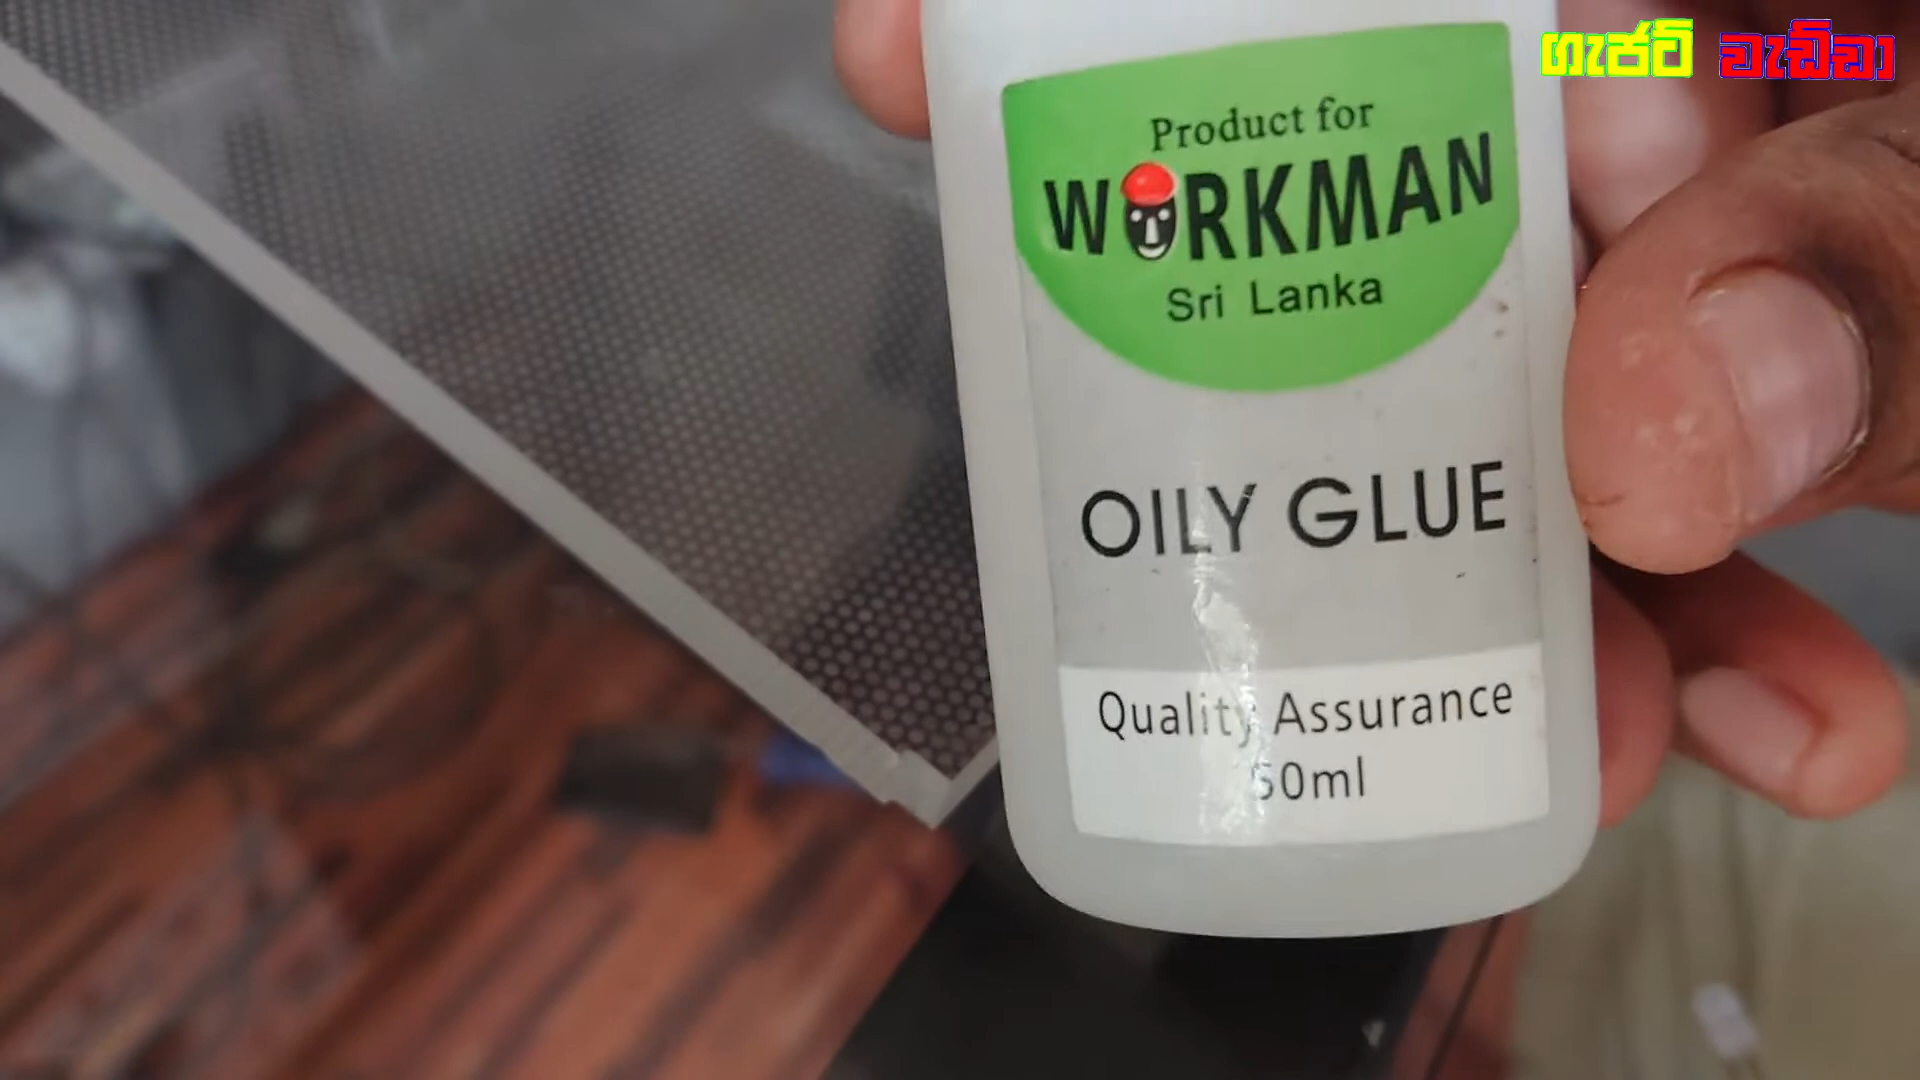 ගැජට් වැඩ්ඩා
Product for
WORKMAN
Sri Lanka
OILY GLUE
Quality Assurance
50ml